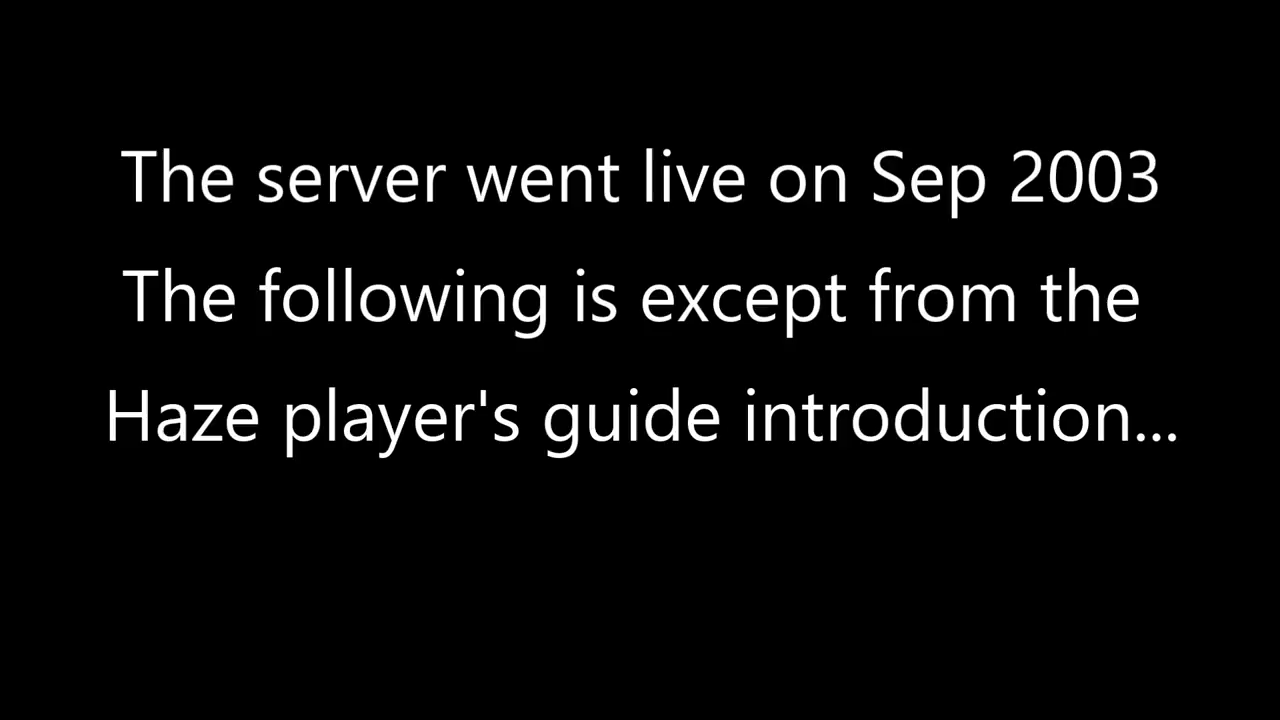 The server went live on Sep 2003
The following is except from the
Haze player's guide introduction...